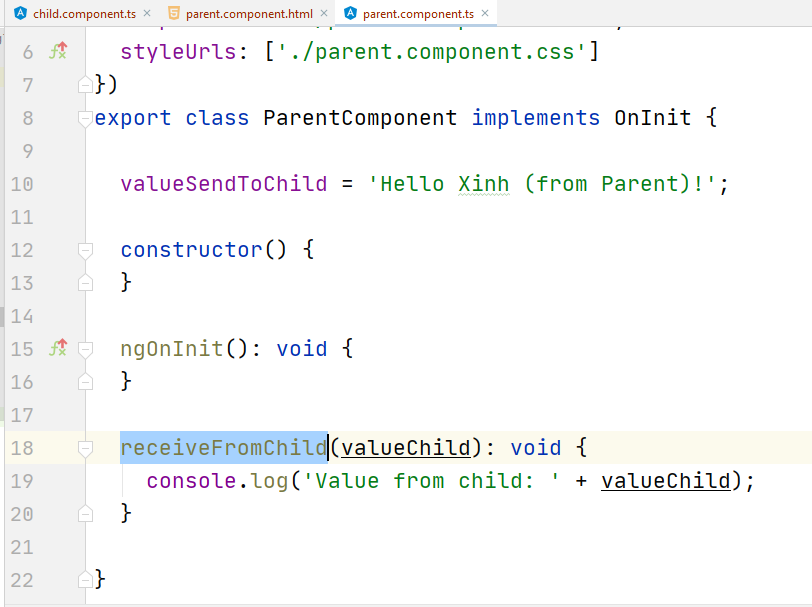 child.component.ts
parent.component.html
parent.component.ts
6 styleUrls: ['./parent.component.css']
7 })
8 export class ParentComponent implements OnInit {
9
10 valueSendToChild = 'Hello Xinh (from Parent)!';
11
12 constructor() {
13 }
14
15 ngOnInit(): void {
16 }
17
18 receiveFromChild(valueChild): void {
19 console.log('Value from child: ' + valueChild);
20 }
21
22 }